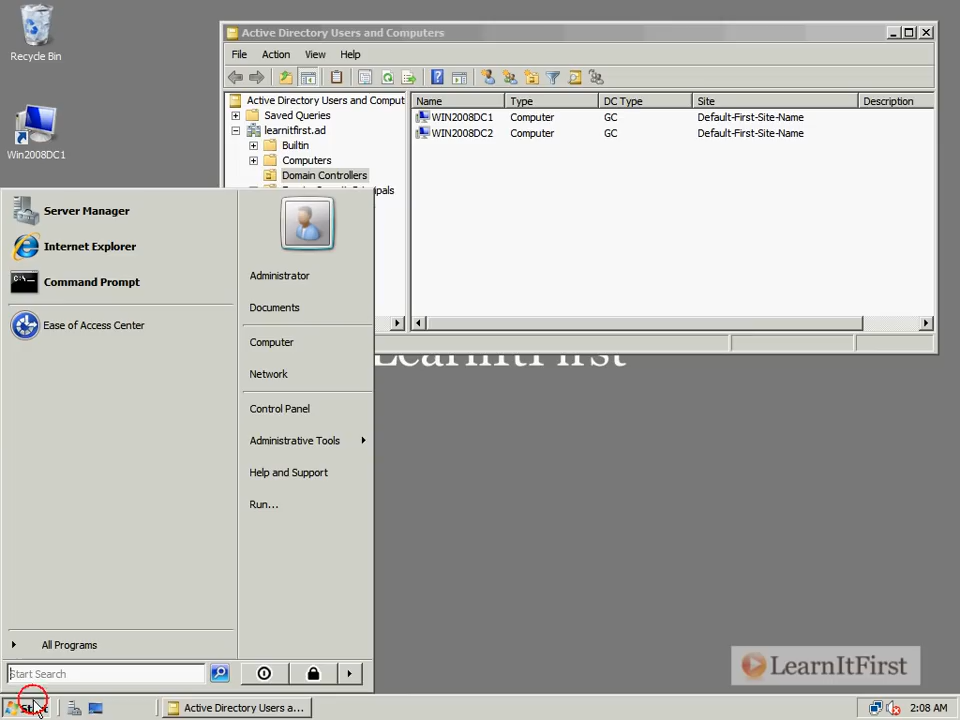 Recycle Bin
Win2008DC1
Active Directory Users and Computers
File Action View Help
Active Directory Users and Comput
Saved Queries
learnitfirst.ad
Builtin
Computers
Domain Controllers
Name Type DC Type Site Description
WIN2008DC1 Computer GC Default-First-Site-Name
WIN2008DC2 Computer GC Default-First-Site-Name
Server Manager
Internet Explorer
Command Prompt
Ease of Access Center
All Programs
Start Search
Administrator
Documents
Computer
Network
Control Panel
Administrative Tools
Help and Support
Run...
LearnItFirst
LearnItFirst
Start
Active Directory Users a...
2:08 AM